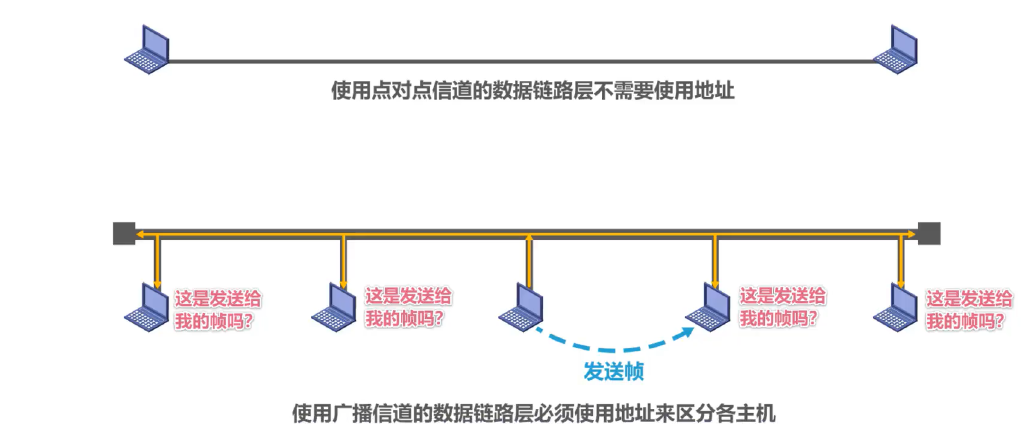 使用点对点信道的数据链路层不需要使用地址
这是发送给
我的帧吗?
这是发送给
我的帧吗?
这是发送给
我的帧吗?
这是发送给
我的帧吗?
发送帧
使用广播信道的数据链路层必须使用地址来区分各主机